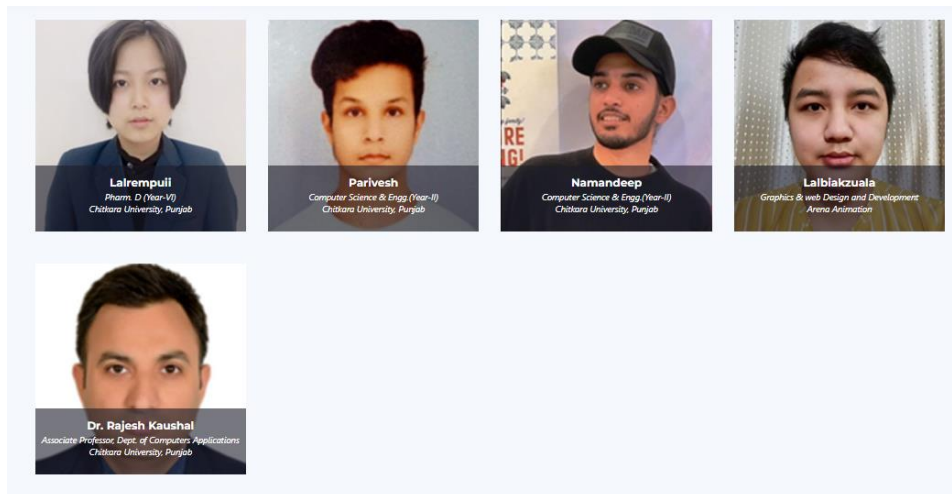 Lalrempuii
Pharm. D (Year-VI)
Chitkara University, Punjab
Parivesh
Computer Science & Engg.(Year-II)
Chitkara University, Punjab
RE
NG!
Namandeep
Computer Science & Engg.(Year-II)
Chitkara University, Punjab
Lalbiakzuala
Graphics & web Design and Development
Arena Animation
Dr. Rajesh Kaushal
Associate Professor, Dept. of Computers Applications
Chitkara University, Punjab